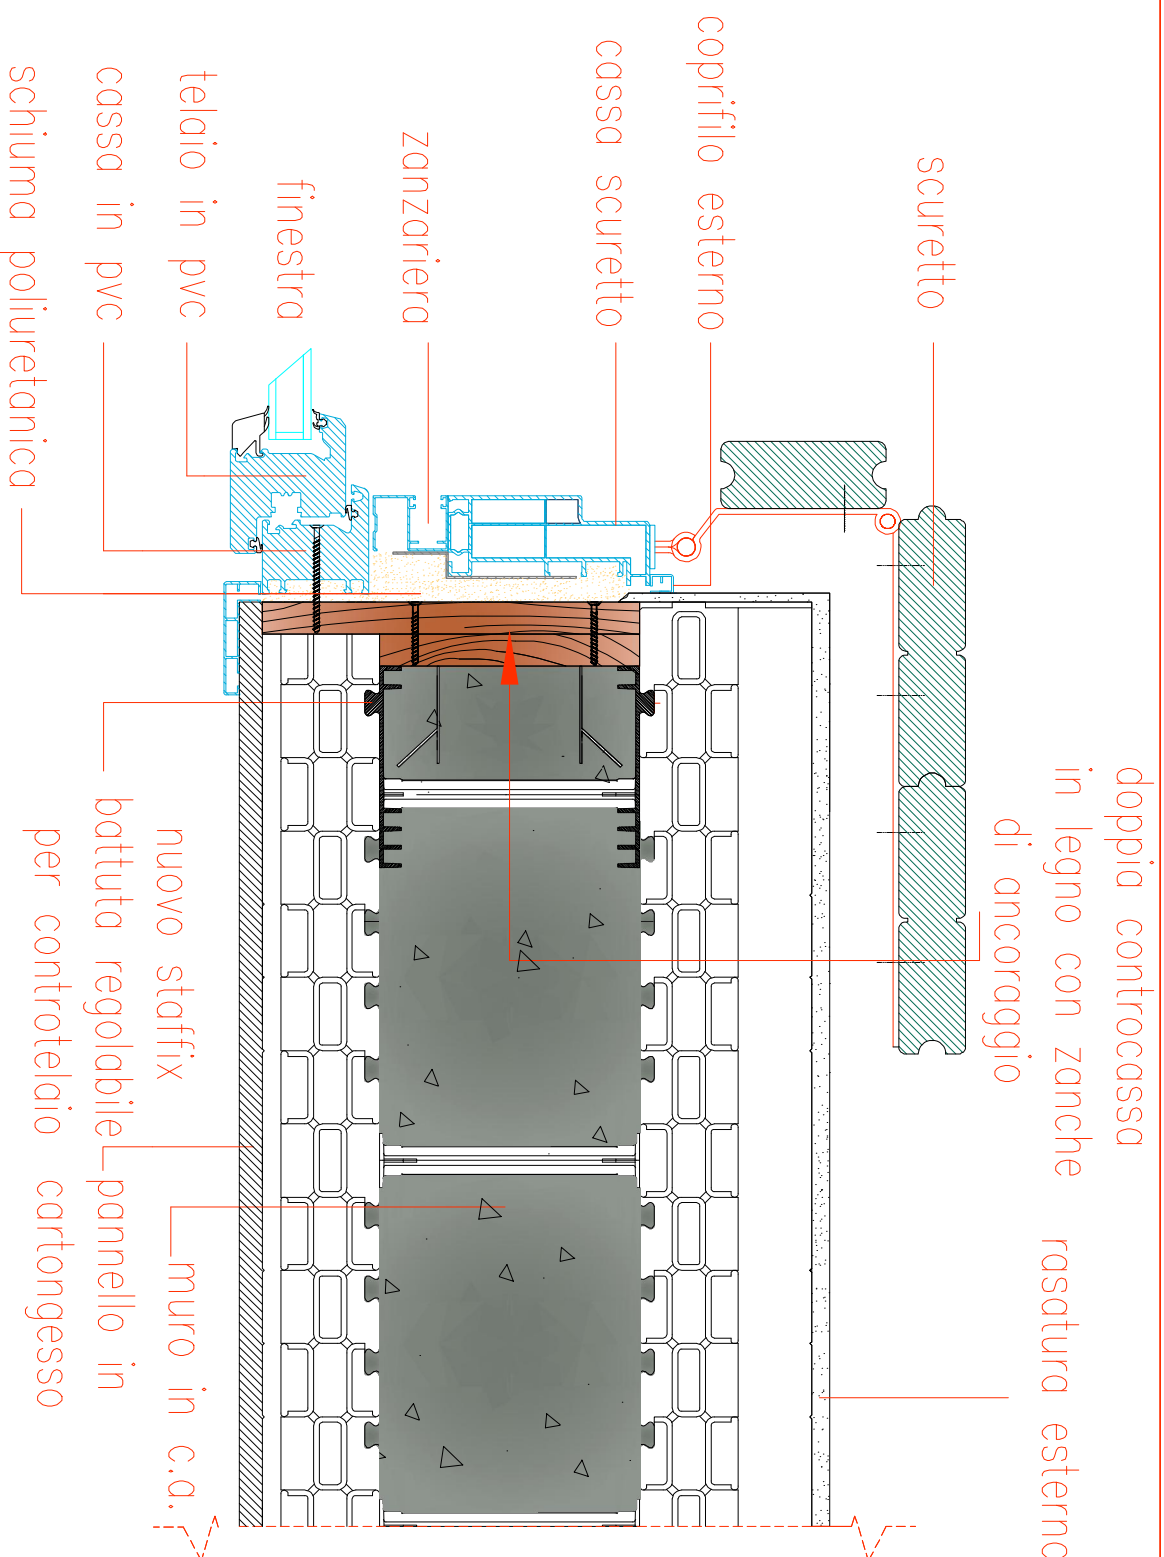 scuretto
coprifilo esterno
cassa scuretto
zanzariera
finestra
telaio in pvc
cassa in pvc
schiuma poliuretanica
doppia controcassa
in legno con zanche
di ancoraggio
rasatura esterna
nuovo staffix
battuta regolabile
per controtelaio
pannello in
cartongesso
muro in c.a.